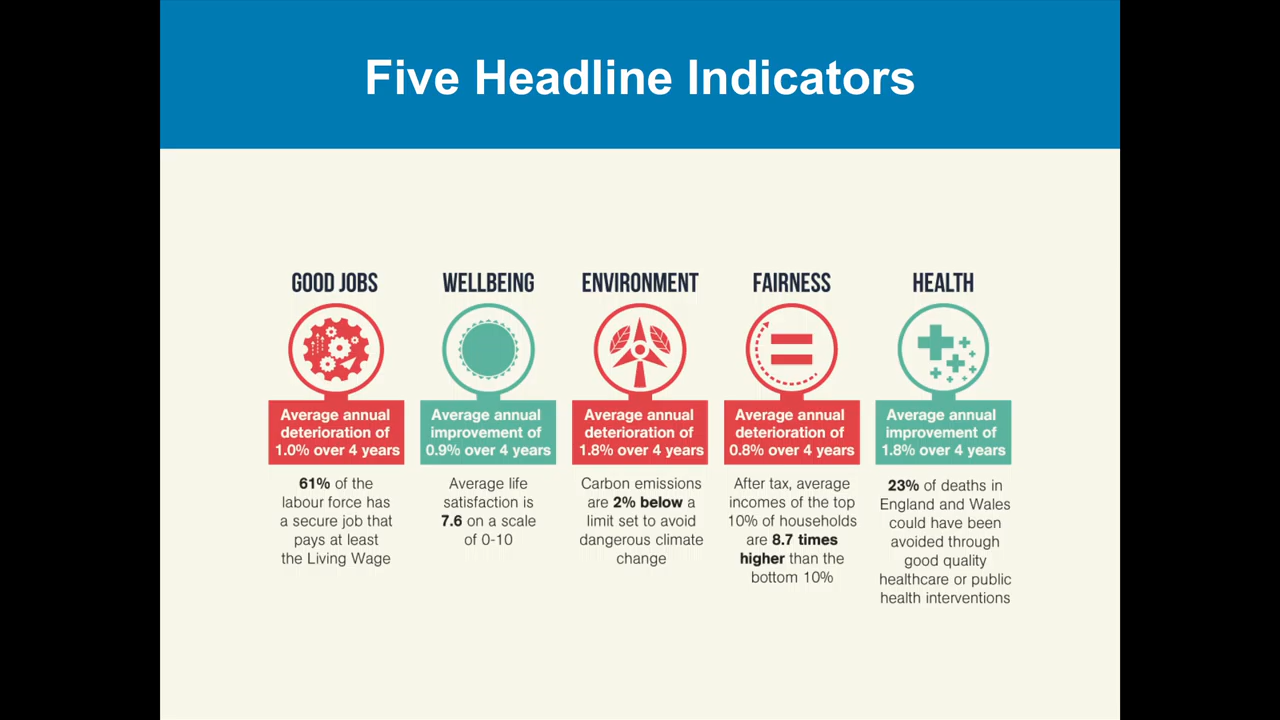 Five Headline Indicators
GOOD JOBS
Average annual
deterioration of
1.0% over 4 years
61% of the
labour force has
a secure job that
pays at least
the Living Wage
WELLBEING
Average annual
improvement of
0.9% over 4 years
Average life
satisfaction is
7.6 on a scale
of 0-10
ENVIRONMENT
Average annual
deterioration of
1.8% over 4 years
Carbon emissions
are 2% below a
limit set to avoid
dangerous climate
change
FAIRNESS
Average annual
deterioration of
0.8% over 4 years
After tax, average
incomes of the top
10% of households
are 8.7 times
higher than the
bottom 10%
HEALTH
Average annual
improvement of
1.8% over 4 years
23% of deaths in
England and Wales
could have been
avoided through
good quality
healthcare or public
health interventions